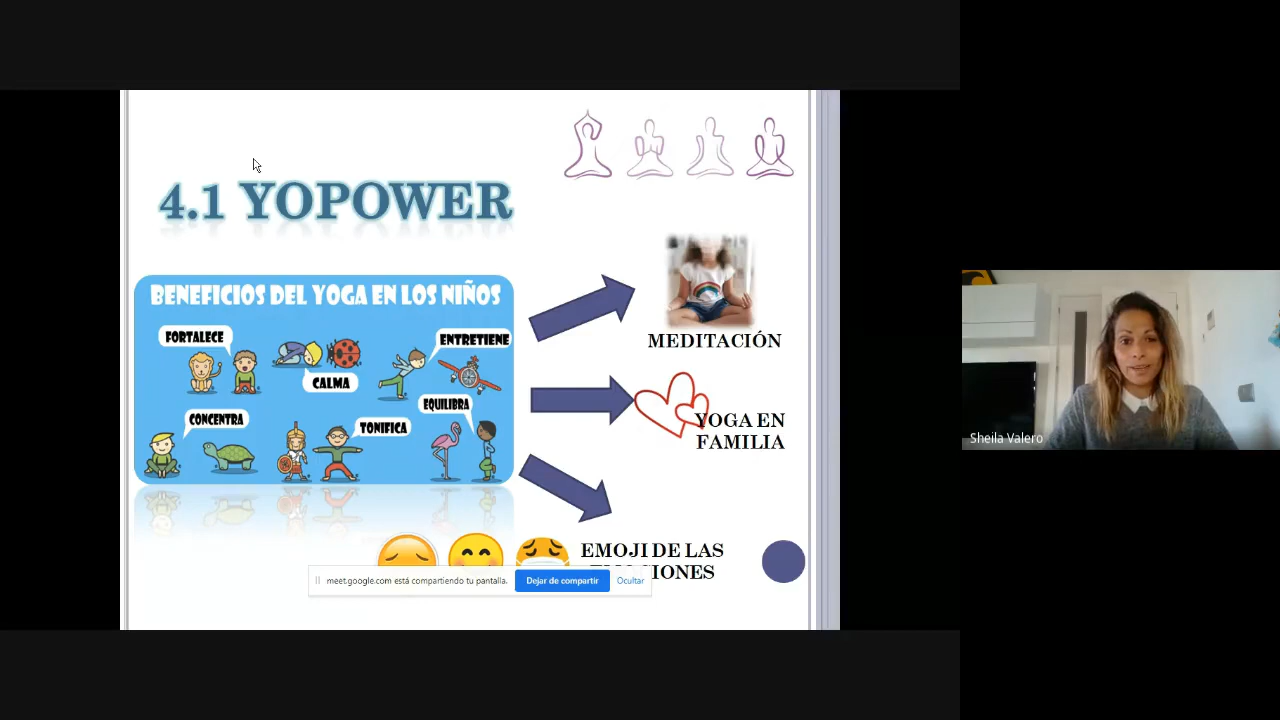 4.1 YOPOWER
BENEFICIOS DEL YOGA EN LOS NIÑOS
FORTALECE
CALMA
ENTRETIENE
CONCENTRA
TONIFICA
EQUILIBRA
MEDITACIÓN
YOGA EN
FAMILIA
EMOJI DE LAS
meet.google.com está compartiendo tu pantalla.
Dejar de compartir
Ocultar
Sheila Valero